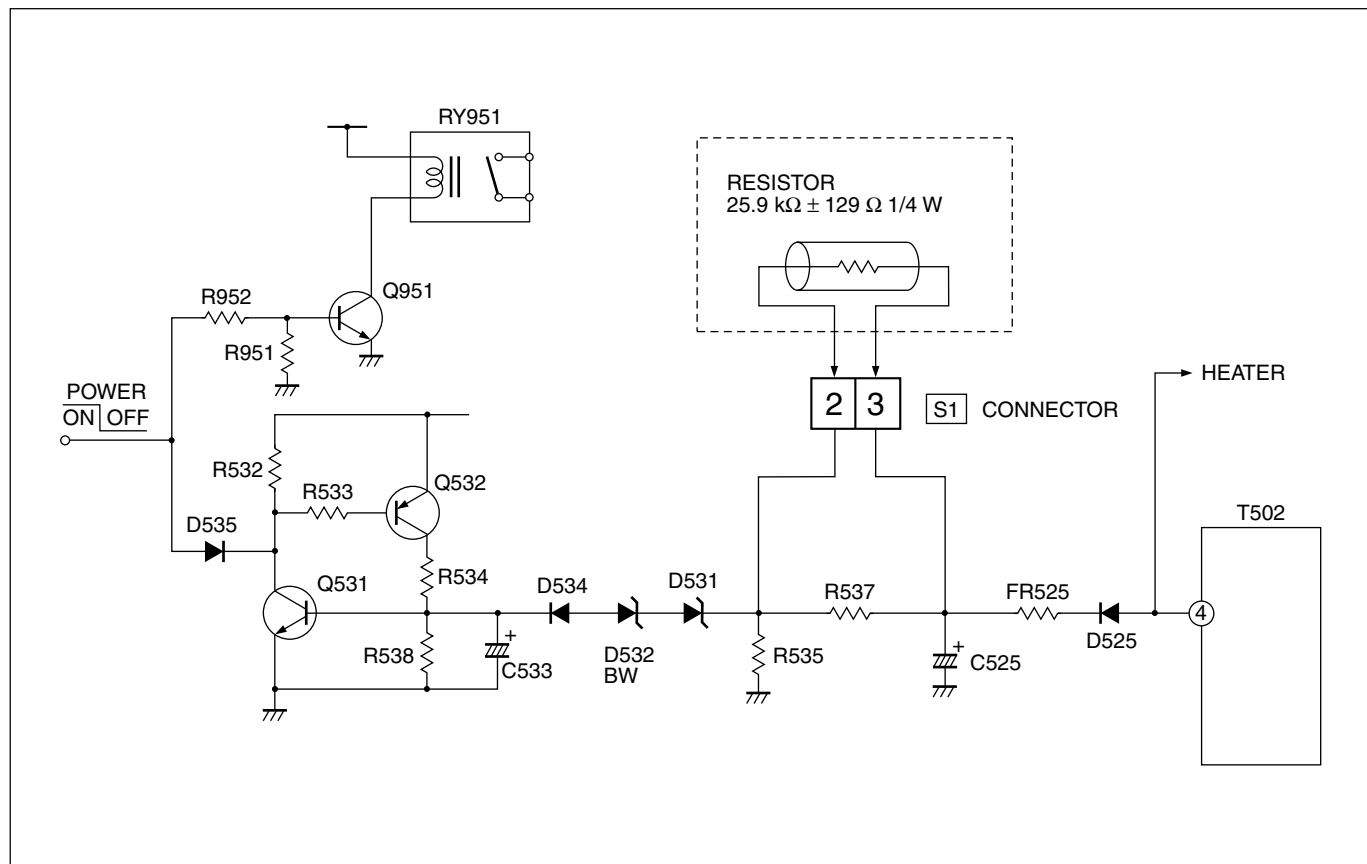 RY951
RESISTOR
25.9 kΩ ± 129 Ω 1/4 W
R952
Q951
R951
POWER
ON OFF
HEATER
2 3
S1 CONNECTOR
R532
R533
Q532
D535
T502
Q531
R534
D534
D531
R537
FR525
4
R538
C533
D532
BW
R535
+
C525
D525
+